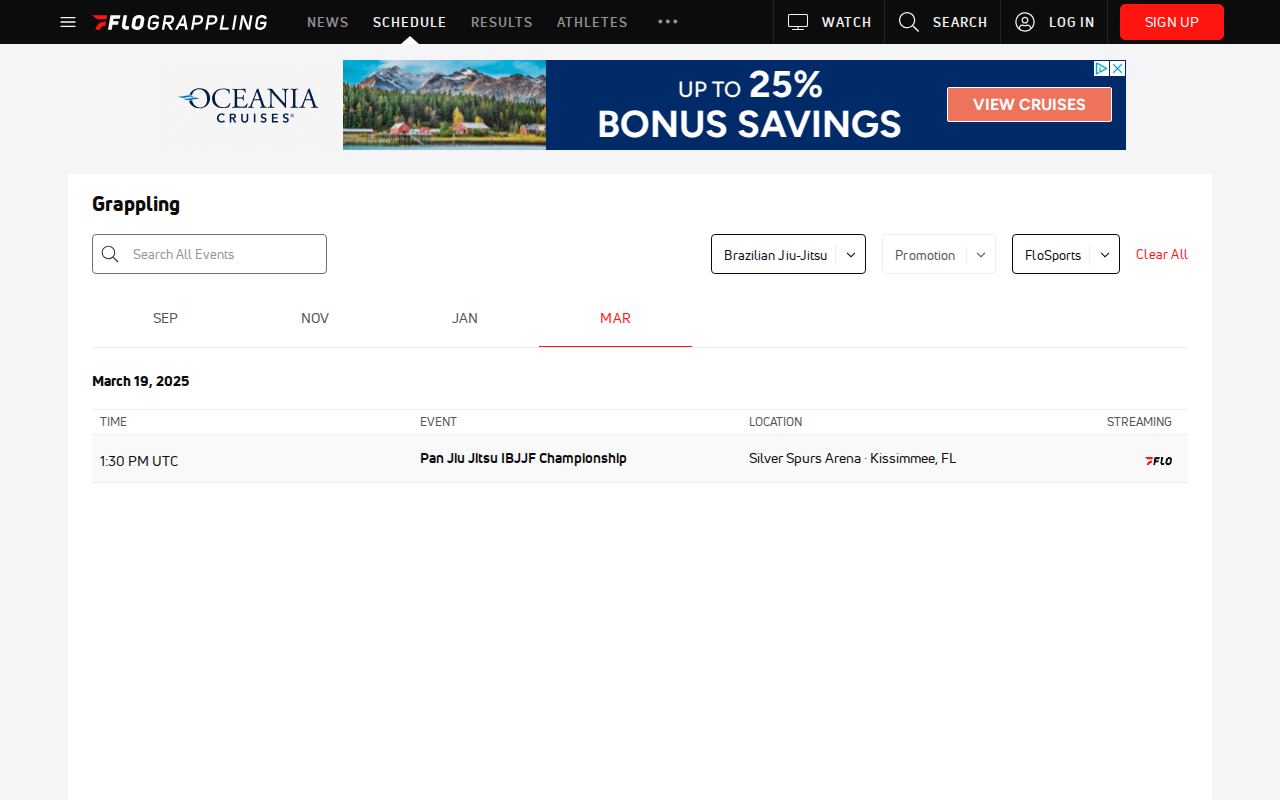 FLOGRAPPLING NEWS SCHEDULE RESULTS ATHLETES WATCH SEARCH LOG IN SIGN UP
OCEANIA
CRUISES®
UP TO 25%
BONUS SAVINGS
VIEW CRUISES
Grappling
Search All Events Brazilian Jiu-Jitsu Promotion FloSports Clear All
SEP NOV JAN MAR
March 19, 2025
TIME EVENT LOCATION STREAMING
1:30 PM UTC Pan Jiu Jitsu IBJJF Championship Silver Spurs Arena · Kissimmee, FL FLO